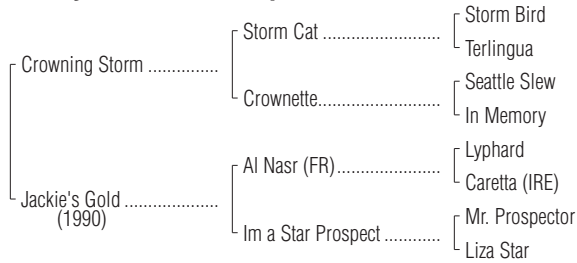 Storm Bird
Storm Cat .......................
Terlingua
Crowning Storm ...............
Seattle Slew
Crownette..........................
In Memory
Lyphard
Al Nasr (FR)......................
Caretta (IRE)
Jackie's Gold ....................
(1990)
Mr. Prospector
Im a Star Prospect ............
Liza Star